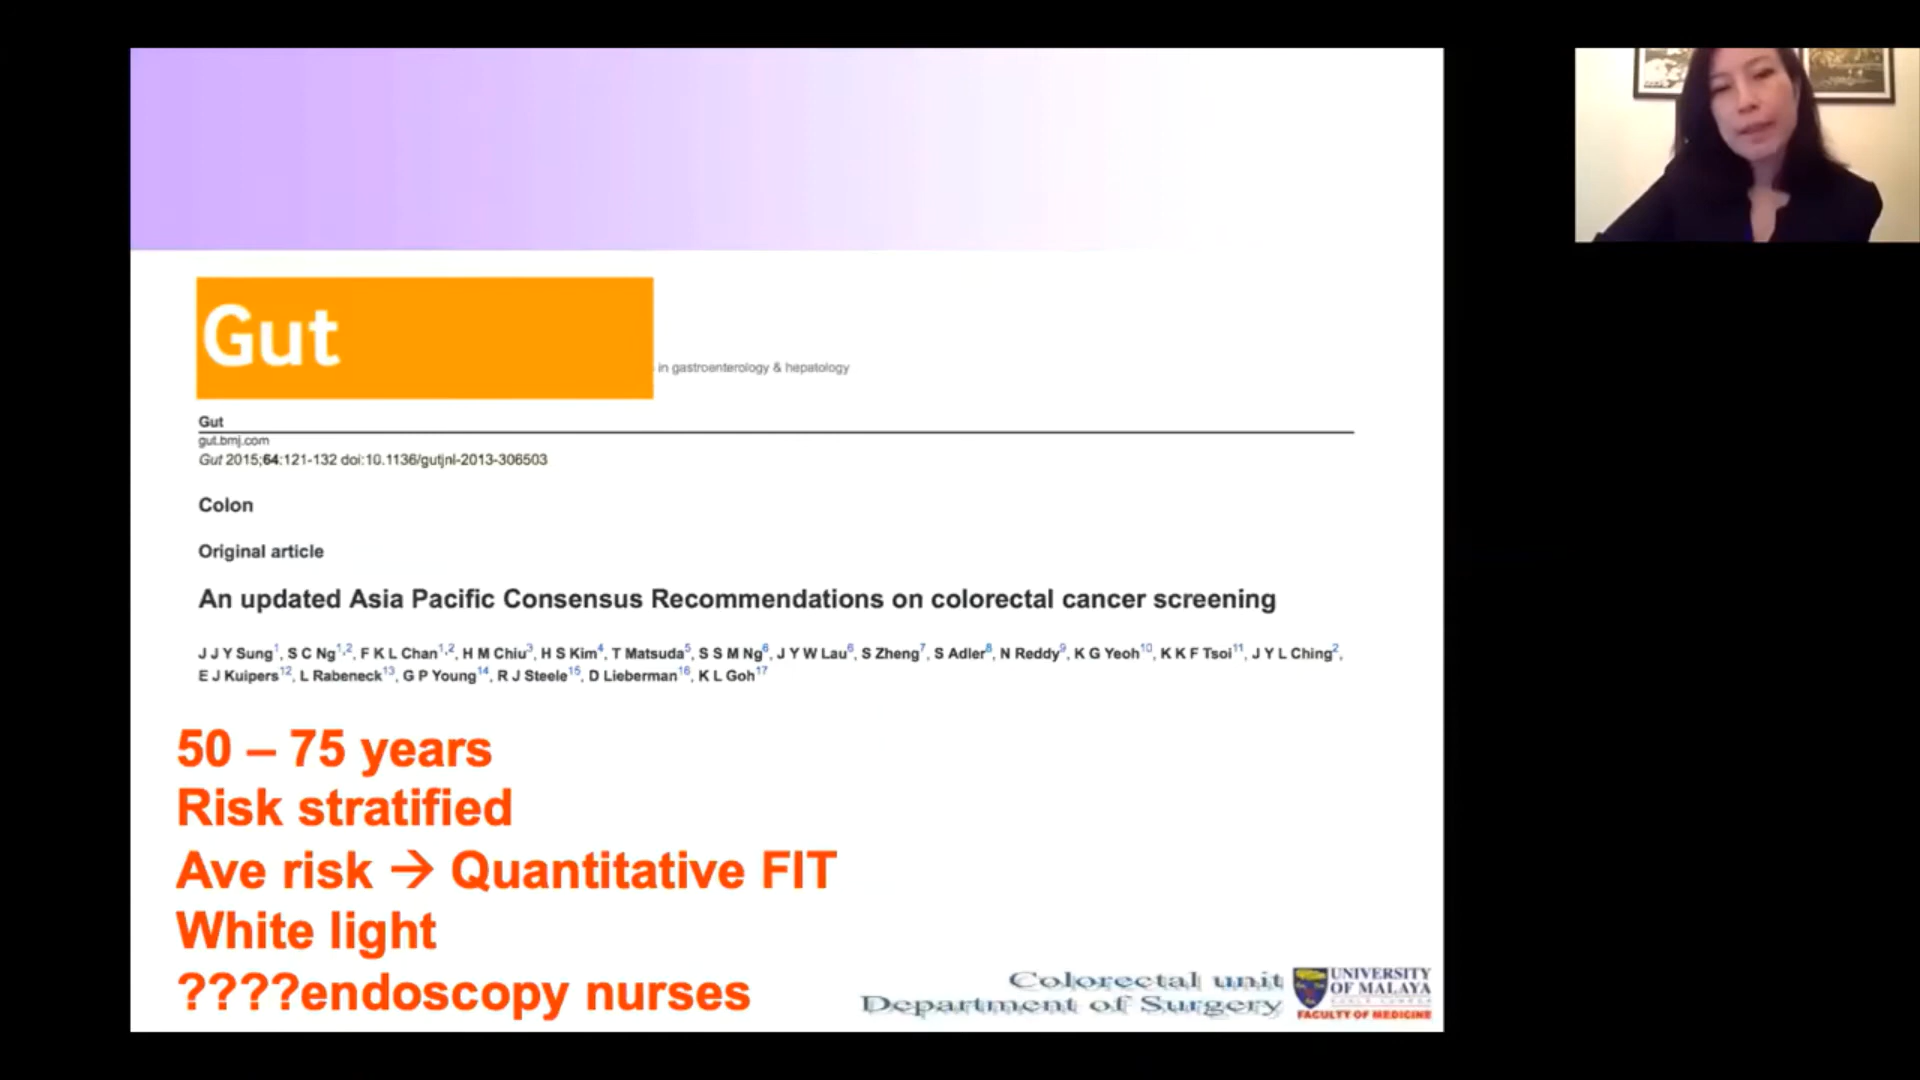 Gut
in gastroenterology & hepatology
Gut
gut.bmj.com
Gut 2015;64:121-132 doi:10.1136/gutjnl-2013-306503
Colon
Original article
An updated Asia Pacific Consensus Recommendations on colorectal cancer screening
J J Y Sung1, S C Ng1,2, F K L Chan1,2, H M Chiu3, H S Kim4, T Matsuda5, S S M Ng6, J Y W Lau6, S Zheng7, S Adler8, N Reddy9, K G Yeoh10, K K F Tsoi11, J Y L Ching2,
E J Kuipers12, L Rabeneck13, G P Young14, R J Steele15, D Lieberman16, K L Goh17
50 – 75 years
Risk stratified
Ave risk → Quantitative FIT
White light
????endoscopy nurses
Colorectal unit
Department of Surgery
UNIVERSITY
OF MALAYA
FACULTY OF MEDICINE